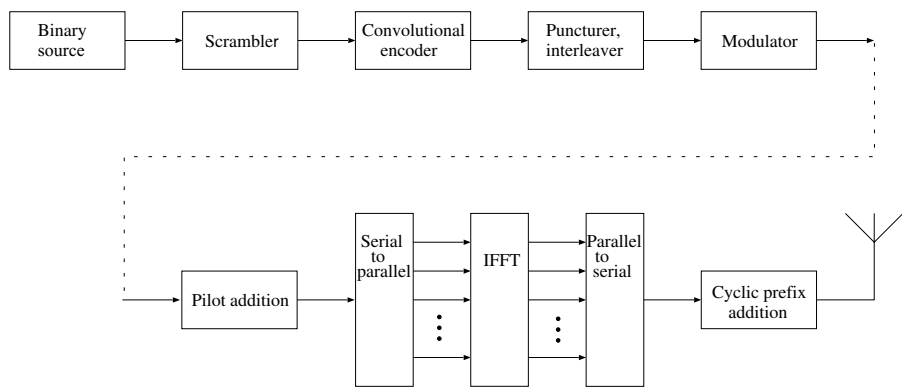 Binary
source
Scrambler
Convolutional
encoder
Puncturer,
interleaver
Modulator
Pilot addition
Serial
to
parallel
IFFT
Parallel
to
serial
Cyclic prefix
addition